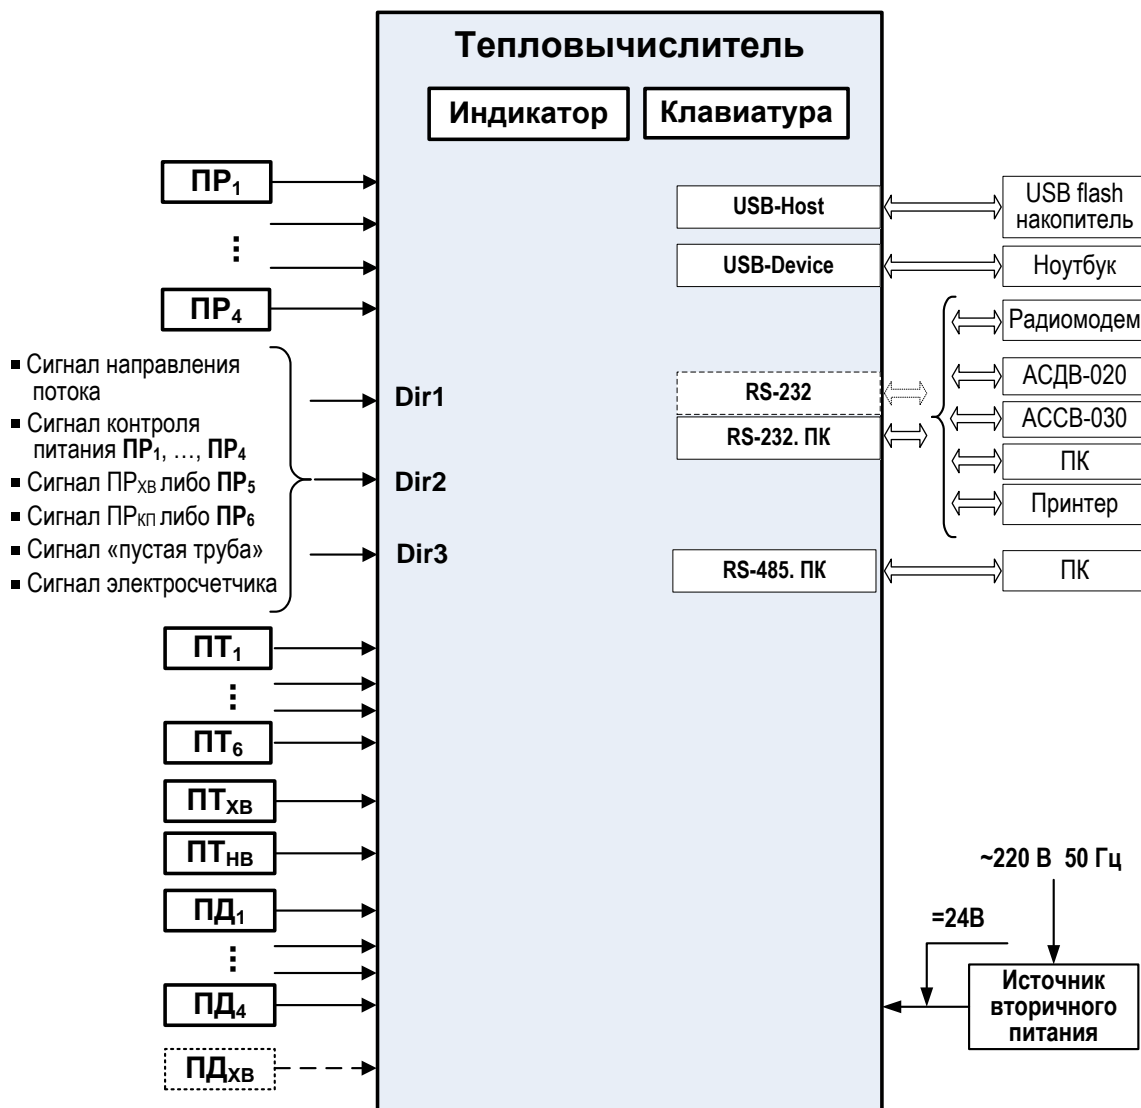 Тепловычислитель
Индикатор
Клавиатура
ПР1
⋮
ПР4
▪ Сигнал направления
потока
▪ Сигнал контроля
питания ПР1, …, ПР4
▪ Сигнал ПРХВ либо ПР5
▪ Сигнал ПРКП либо ПР6
▪ Сигнал «пустая труба»
▪ Сигнал электросчетчика
Dir1
Dir2
Dir3
ПТ1
⋮
ПТ6
ПТХВ
ПТНВ
ПД1
⋮
ПД4
ПДХВ
USB-Host
USB-Device
RS-232
RS-232. ПК
RS-485. ПК
USB flash
накопитель
Ноутбук
Радиомодем
АСДВ-020
АССВ-030
ПК
Принтер
ПК
~220 В 50 Гц
=24В
Источник
вторичного
питания